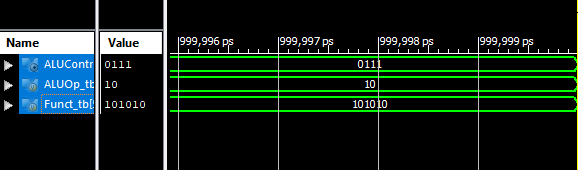 Name Value 999,996 ps 999,997 ps 999,998 ps 999,999 ps
ALUContr 0111 0111
ALUOp_tb 10 10
Funct_tb[ 101010 101010